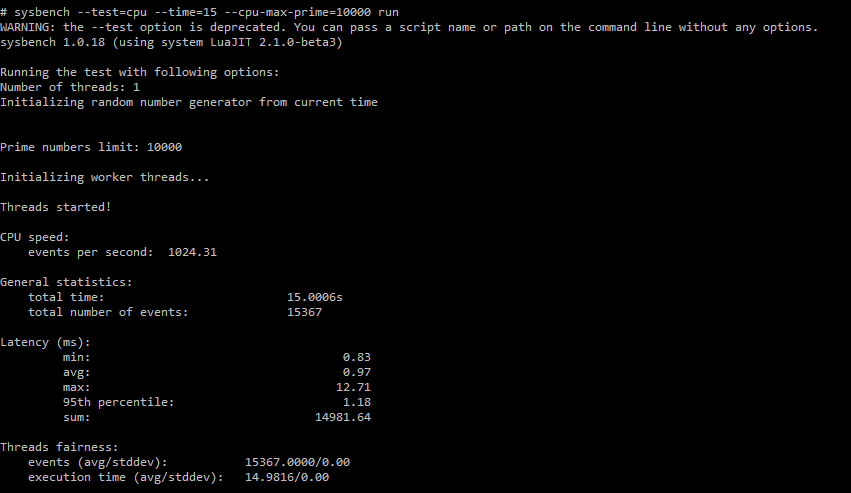 # sysbench --test=cpu --time=15 --cpu-max-prime=10000 run
WARNING: the --test option is deprecated. You can pass a script name or path on the command line without any options.
sysbench 1.0.18 (using system LuaJIT 2.1.0-beta3)
Running the test with following options:
Number of threads: 1
Initializing random number generator from current time
Prime numbers limit: 10000
Initializing worker threads...
Threads started!
CPU speed:
events per second: 1024.31
General statistics:
total time: 15.0006s
total number of events: 15367
Latency (ms):
min: 0.83
avg: 0.97
max: 12.71
95th percentile: 1.18
sum: 14981.64
Threads fairness:
events (avg/stddev): 15367.0000/0.00
execution time (avg/stddev): 14.9816/0.00